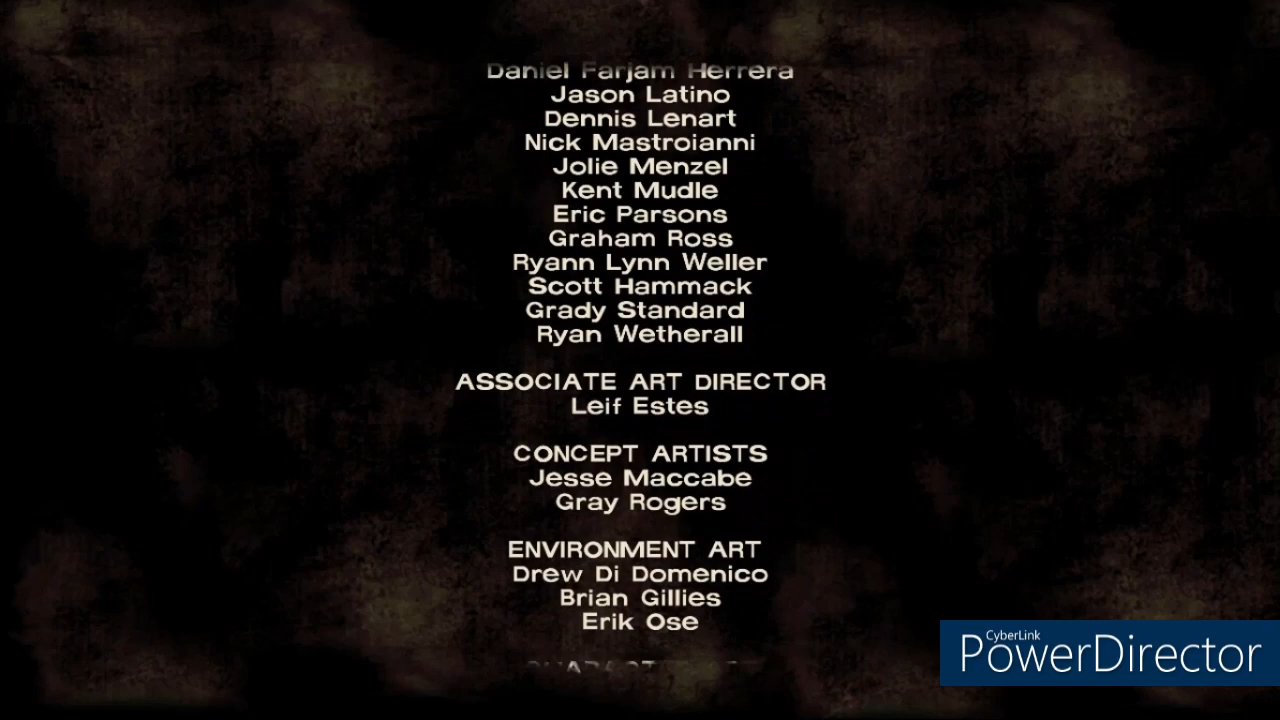 Daniel Farjam Herrera
Jason Latino
Dennis Lenart
Nick Mastroianni
Jolie Menzel
Kent Mudle
Eric Parsons
Graham Ross
Ryann Lynn Weller
Scott Hammack
Grady Standard
Ryan Wetherall
ASSOCIATE ART DIRECTOR
Leif Estes
CONCEPT ARTISTS
Jesse Maccabe
Gray Rogers
ENVIRONMENT ART
Drew Di Domenico
Brian Gillies
Erik Ose
CyberLink
PowerDirector